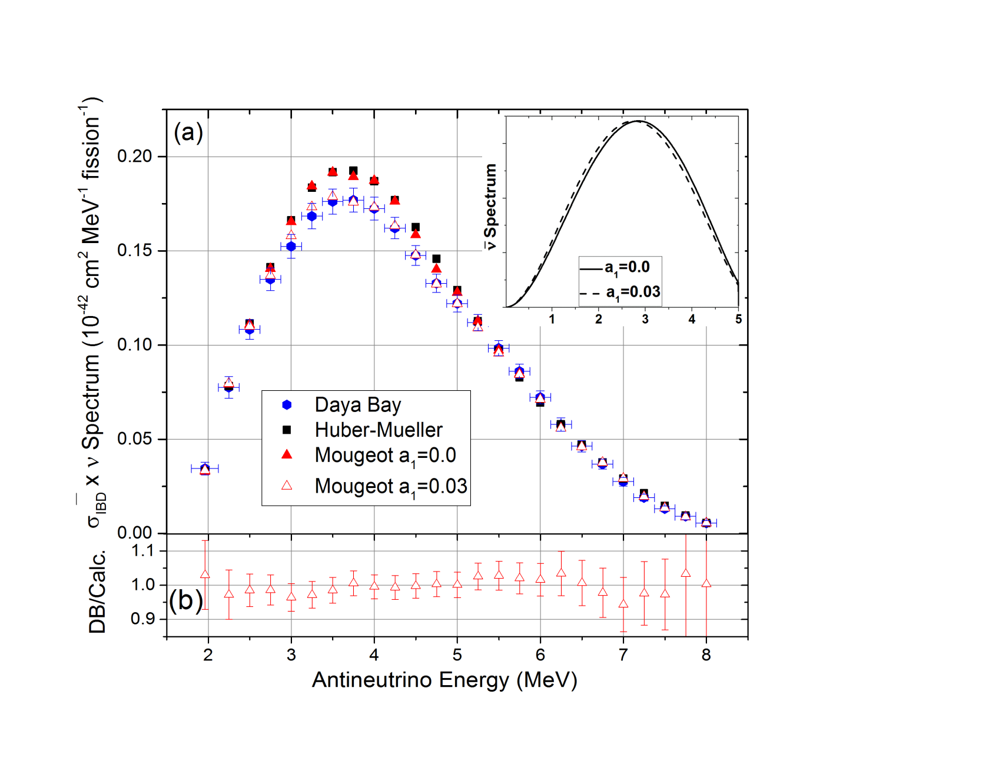 (a)
σIBD x ν̅ Spectrum (10⁻⁴² cm² MeV⁻¹ fission⁻¹)
0.20
0.15
0.10
0.05
0.00
ν̅ Spectrum
a₁=0.0
a₁=0.03
1 2 3 4 5
Daya Bay
Huber-Mueller
Mougeot a₁=0.0
Mougeot a₁=0.03
DB/Calc.
1.1
1.0
0.9
(b)
2 3 4 5 6 7 8
Antineutrino Energy (MeV)